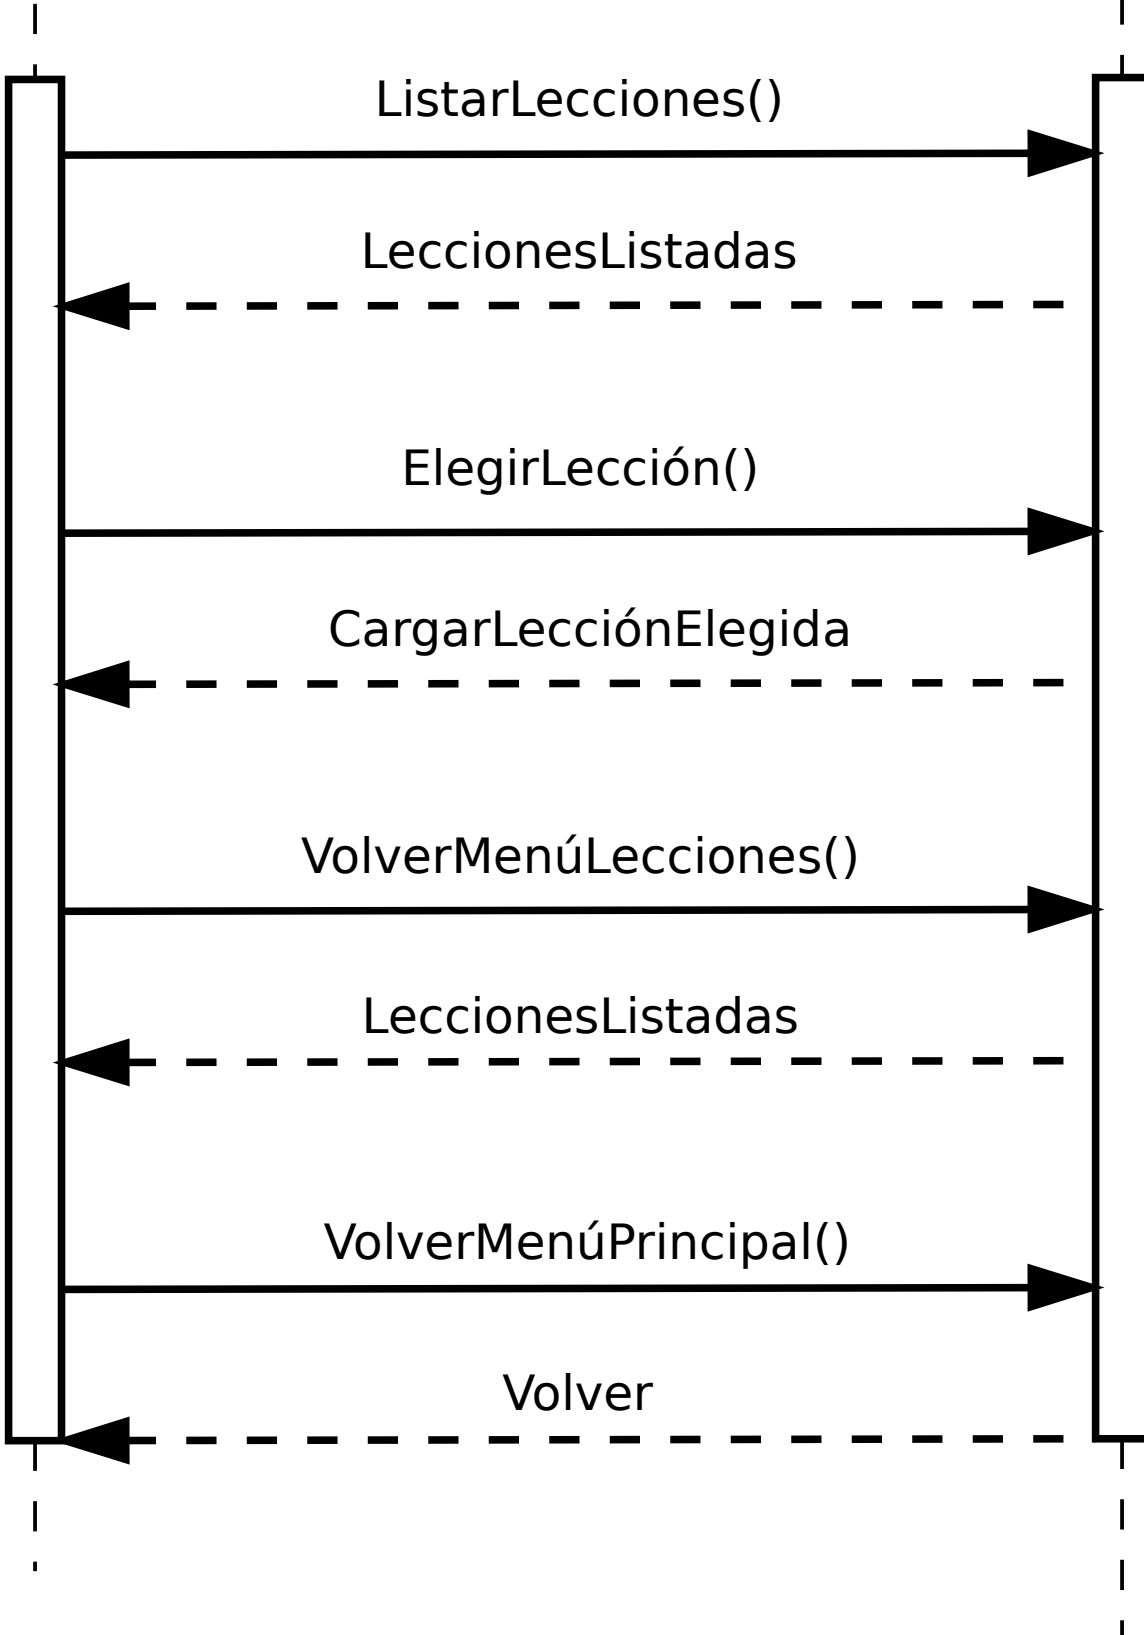 ListarLecciones()
LeccionesListadas
ElegirLección()
CargarLecciónElegida
VolverMenúLecciones()
LeccionesListadas
VolverMenúPrincipal()
Volver